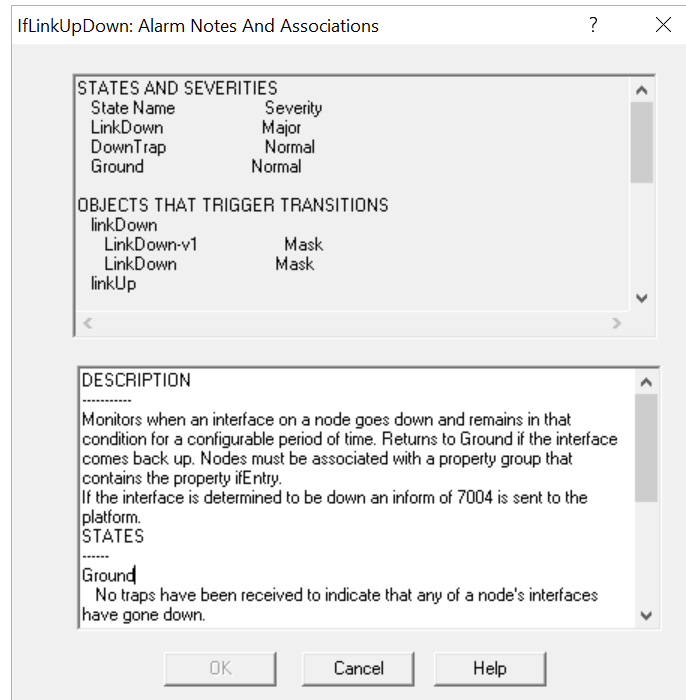 IfLinkUpDown: Alarm Notes And Associations ?
STATES AND SEVERITIES
State Name Severity
LinkDown Major
DownTrap Normal
Ground Normal
OBJECTS THAT TRIGGER TRANSITIONS
linkDown
LinkDown-v1 Mask
LinkDown Mask
linkUp
DESCRIPTION
-----------
Monitors when an interface on a node goes down and remains in that
condition for a configurable period of time. Returns to Ground if the interface
comes back up. Nodes must be associated with a property group that
contains the property ifEntry.
If the interface is determined to be down an inform of 7004 is sent to the
platform.
STATES
------
Ground
No traps have been received to indicate that any of a node's interfaces
have gone down.
OK Cancel Help